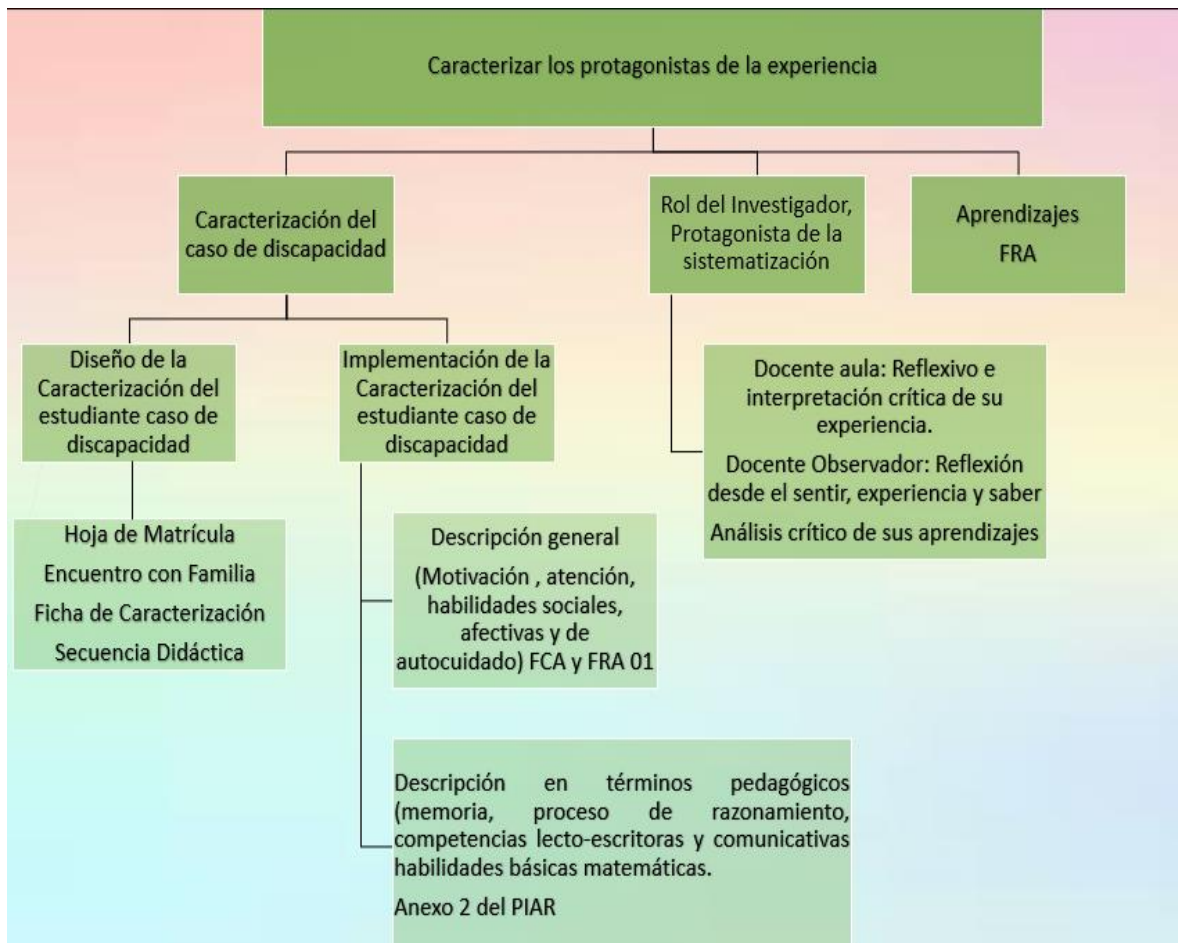 Caracterizar los protagonistas de la experiencia
Caracterización del
caso de discapacidad
Rol del Investigador,
Protagonista de la
sistematización
Aprendizajes
FRA
Diseño de la
Caracterización del
estudiante caso de
discapacidad
Implementación de la
Caracterización del
estudiante caso de
discapacidad
Docente aula: Reflexivo e
interpretación crítica de su
experiencia.
Docente Observador: Reflexión
desde el sentir, experiencia y saber
Análisis crítico de sus aprendizajes
Hoja de Matrícula
Encuentro con Familia
Ficha de Caracterización
Secuencia Didáctica
Descripción general
(Motivación , atención,
habilidades sociales,
afectivas y de
autocuidado) FCA y FRA 01
Descripción en términos pedagógicos
(memoria, proceso de razonamiento,
competencias lecto-escritoras y comunicativas
habilidades básicas matemáticas.
Anexo 2 del PIAR